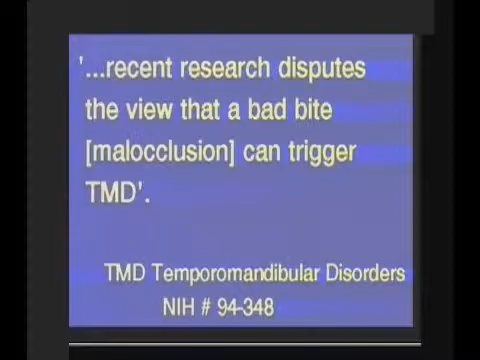 '...recent research disputes
the view that a bad bite
[malocclusion] can trigger
TMD'.
TMD Temporomandibular Disorders
NIH # 94-348